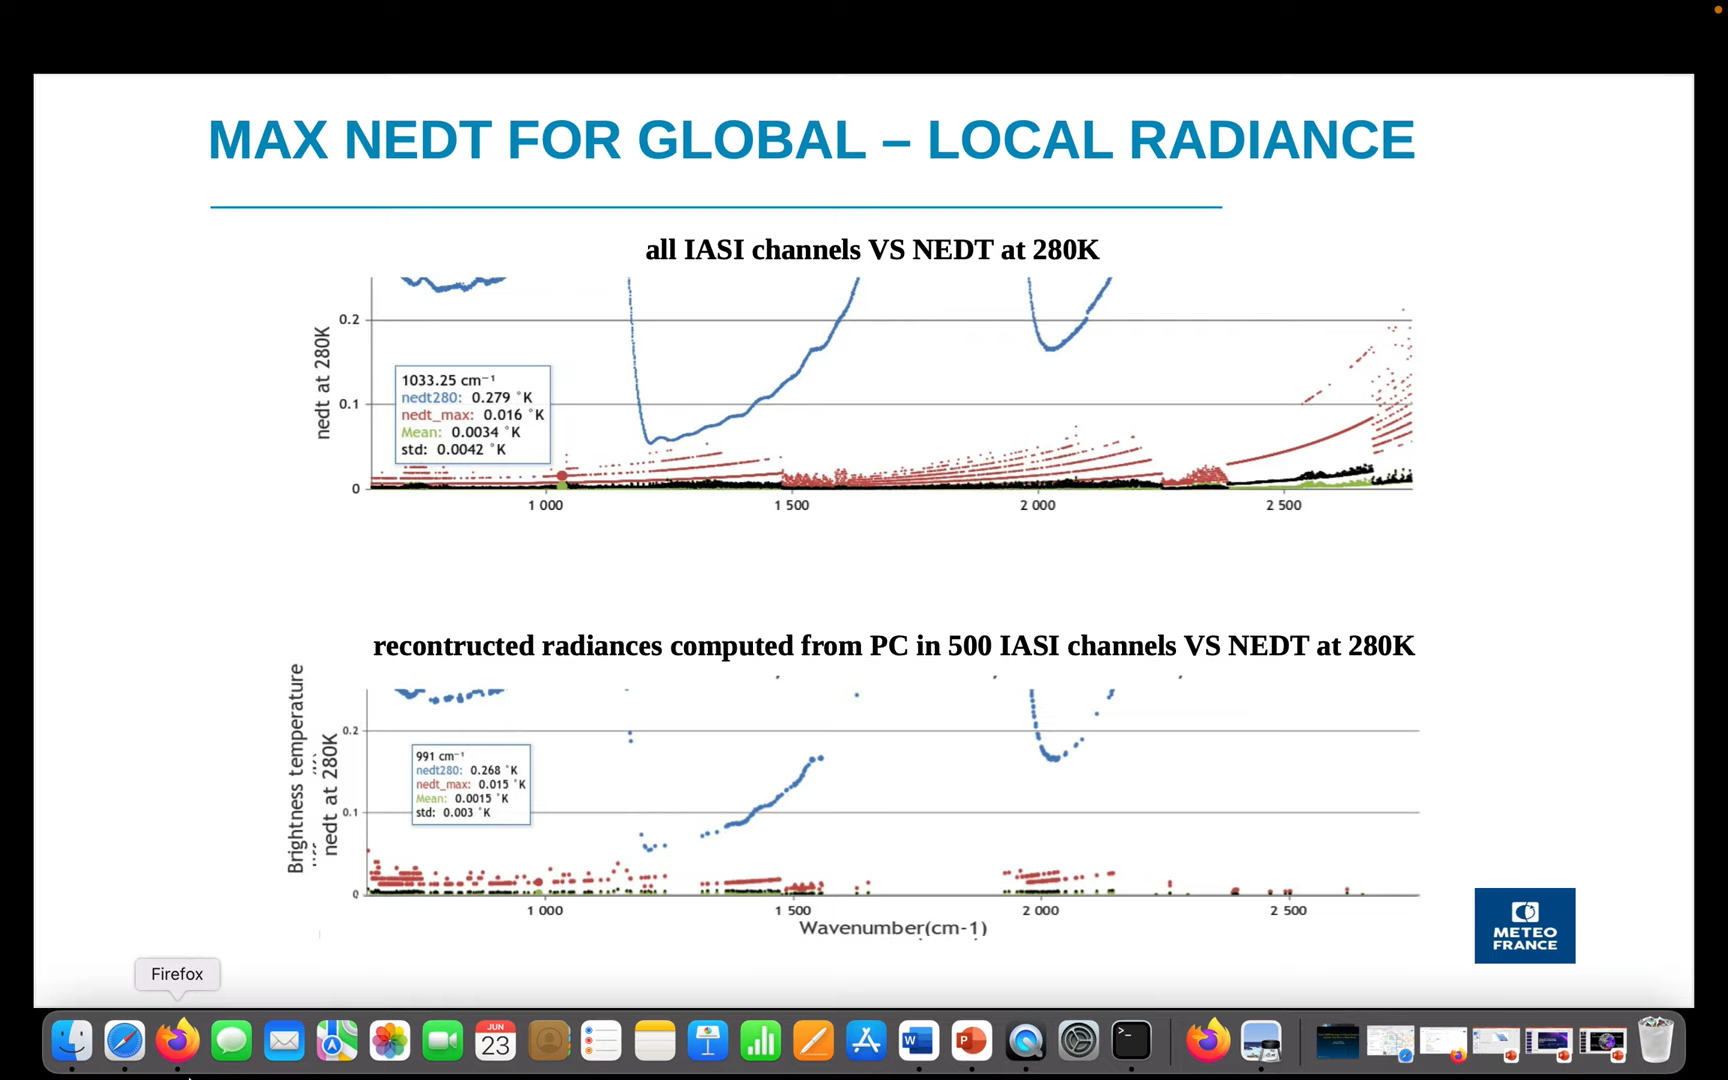 MAX NEDT FOR GLOBAL – LOCAL RADIANCE
all IASI channels VS NEDT at 280K
nedt at 280K
0.2
0.1
0
1033.25 cm⁻¹
nedt280: 0.279 °K
nedt_max: 0.016 °K
Mean: 0.0034 °K
std: 0.0042 °K
1 000
1 500
2 000
2 500
recontructed radiances computed from PC in 500 IASI channels VS NEDT at 280K
Brightness temperature
nedt at 280K
0.2
0.1
0
991 cm⁻¹
nedt280: 0.268 °K
nedt_max: 0.015 °K
Mean: 0.0015 °K
std: 0.003 °K
1 000
1 500
2 000
2 500
Wavenumber(cm-1)
METEO
FRANCE
Firefox
JUN
23